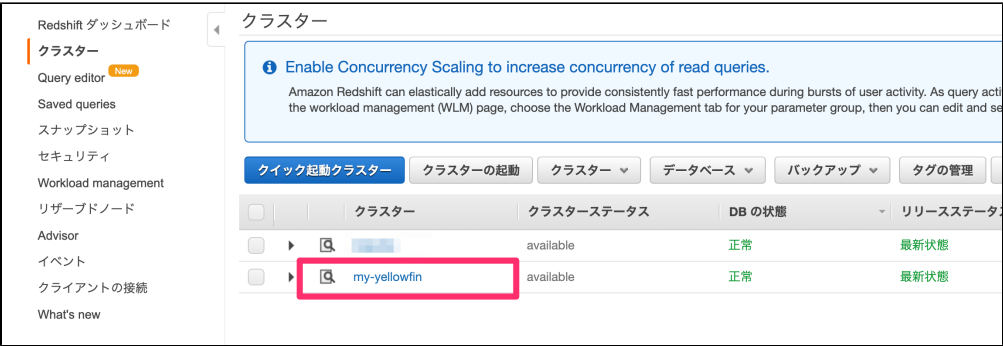 Redshift ダッシュボード
クラスター
Query editor New
Saved queries
スナップショット
セキュリティ
Workload management
リザーブドノード
Advisor
イベント
クライアントの接続
What's new
クラスター
Enable Concurrency Scaling to increase concurrency of read queries.
Amazon Redshift can elastically add resources to provide consistently fast performance during bursts of user activity. As query acti
the workload management (WLM) page, choose the Workload Management tab for your parameter group, then you can edit and se
クイック起動クラスター クラスターの起動 クラスター データベース バックアップ タグの管理
クラスター クラスターステータス DB の状態 リリースステータス
available 正常 最新状態
my-yellowfin available 正常 最新状態